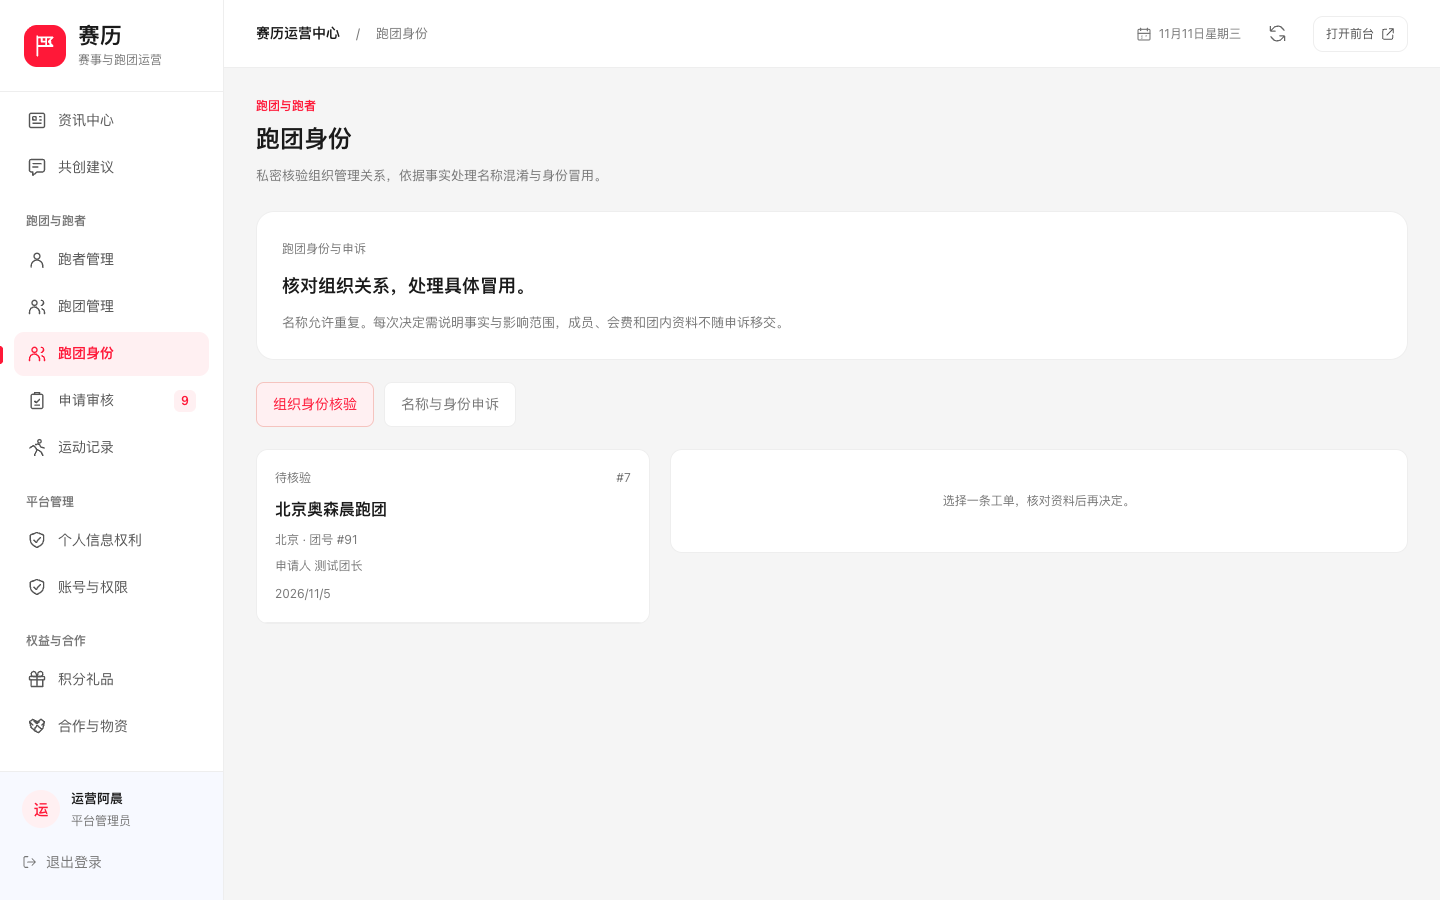 赛历
赛事与跑团运营
资讯中心
共创建议
跑团与跑者
跑者管理
跑团管理
跑团身份
申请审核 9
运动记录
平台管理
个人信息权利
账号与权限
权益与合作
积分礼品
合作与物资
运
运营阿晨
平台管理员
退出登录
赛历运营中心 / 跑团身份
11月11日星期三
打开前台
跑团与跑者
跑团身份
私密核验组织管理关系，依据事实处理名称混淆与身份冒用。
跑团身份与申诉
核对组织关系，处理具体冒用。
名称允许重复。每次决定需说明事实与影响范围，成员、会费和团内资料不随申诉移交。
组织身份核验
名称与身份申诉
待核验 #7
北京奥森晨跑团
北京 · 团号 #91
申请人 测试团长
2026/11/5
选择一条工单，核对资料后再决定。